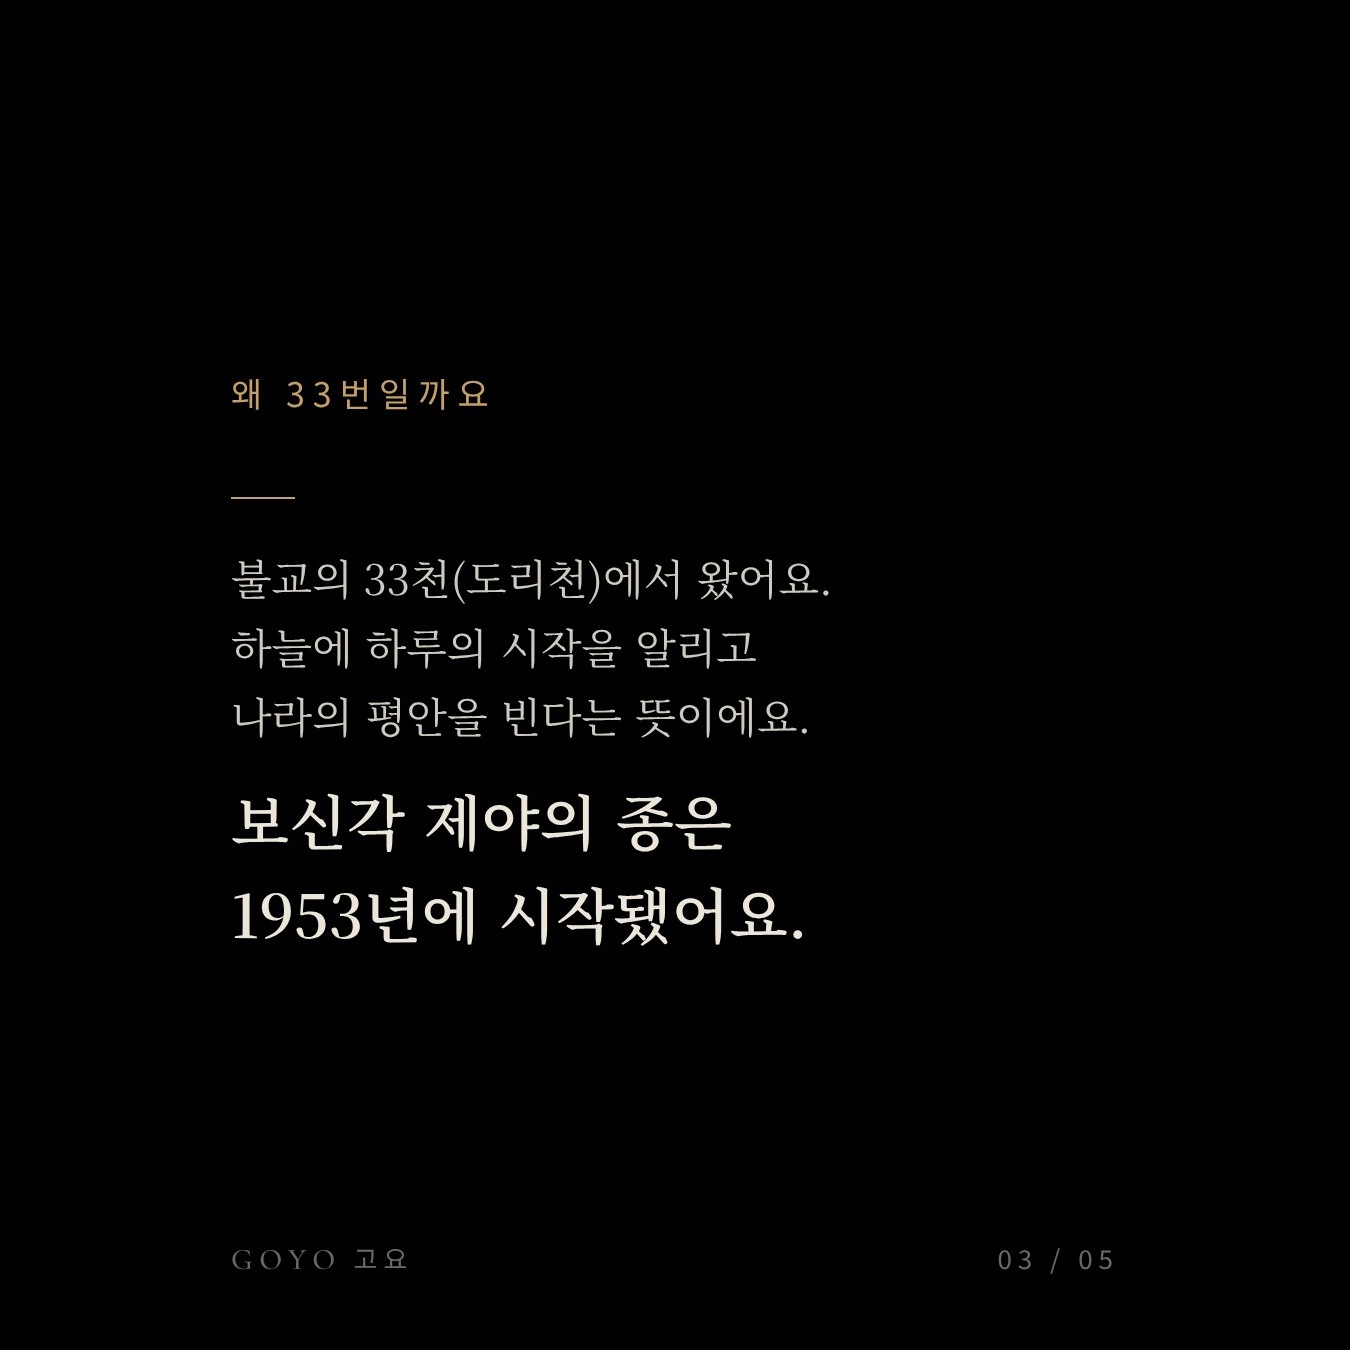 왜 33번일까요
불교의 33천(도리천)에서 왔어요.
하늘에 하루의 시작을 알리고
나라의 평안을 빈다는 뜻이에요.
보신각 제야의 종은
1953년에 시작됐어요.
GOYO 고요
03 / 05